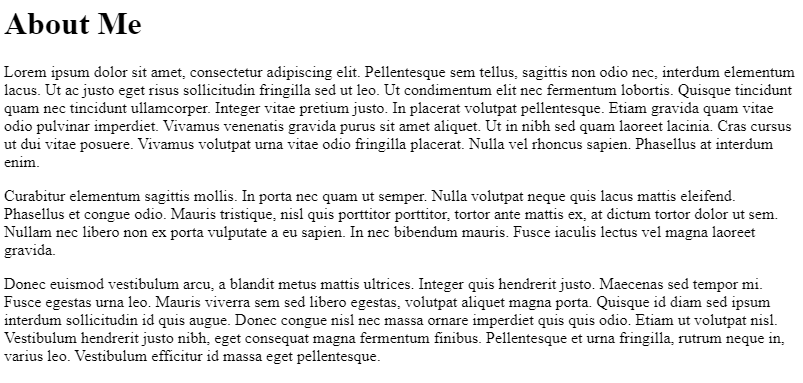 About Me
Lorem ipsum dolor sit amet, consectetur adipiscing elit. Pellentesque sem tellus, sagittis non odio nec, interdum elementum
lacus. Ut ac justo eget risus sollicitudin fringilla sed ut leo. Ut condimentum elit nec fermentum lobortis. Quisque tincidunt
quam nec tincidunt ullamcorper. Integer vitae pretium justo. In placerat volutpat pellentesque. Etiam gravida quam vitae
odio pulvinar imperdiet. Vivamus venenatis gravida purus sit amet aliquet. Ut in nibh sed quam laoreet lacinia. Cras cursus
ut dui vitae posuere. Vivamus volutpat urna vitae odio fringilla placerat. Nulla vel rhoncus sapien. Phasellus at interdum
enim.
Curabitur elementum sagittis mollis. In porta nec quam ut semper. Nulla volutpat neque quis lacus mattis eleifend.
Phasellus et congue odio. Mauris tristique, nisl quis porttitor porttitor, tortor ante mattis ex, at dictum tortor dolor ut sem.
Nullam nec libero non ex porta vulputate a eu sapien. In nec bibendum mauris. Fusce iaculis lectus vel magna laoreet
gravida.
Donec euismod vestibulum arcu, a blandit metus mattis ultrices. Integer quis hendrerit justo. Maecenas sed tempor mi.
Fusce egestas urna leo. Mauris viverra sem sed libero egestas, volutpat aliquet magna porta. Quisque id diam sed ipsum
interdum sollicitudin id quis augue. Donec congue nisl nec massa ornare imperdiet quis quis odio. Etiam ut volutpat nisl.
Vestibulum hendrerit justo nibh, eget consequat magna fermentum finibus. Pellentesque et urna fringilla, rutrum neque in,
varius leo. Vestibulum efficitur id massa eget pellentesque.